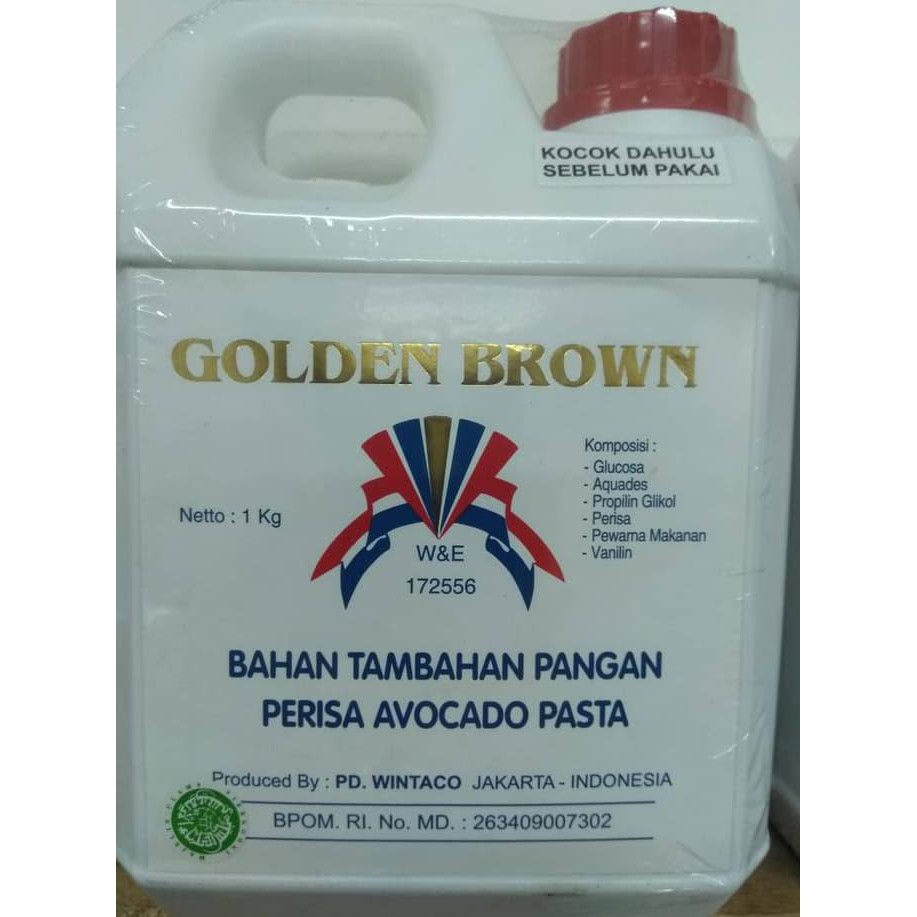 KOCOK DAHULU
SEBELUM PAKAI
GOLDEN BROWN
Komposisi :
- Glucosa
- Aquades
- Propilin Glikol
- Perisa
- Pewarna Makanan
- Vanilin
Netto : 1 Kg
W&E
172556
BAHAN TAMBAHAN PANGAN
PERISA AVOCADO PASTA
Produced By : PD. WINTACO JAKARTA - INDONESIA
BPOM. RI. No. MD. : 263409007302